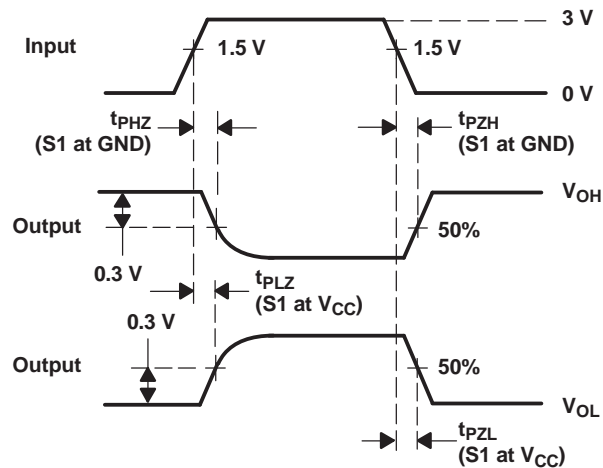 3 V
Input
1.5 V
1.5 V
0 V
tPHZ
(S1 at GND)
tPZH
(S1 at GND)
VOH
Output
50%
0.3 V
tPLZ
(S1 at VCC)
0.3 V
Output
50%
VOL
tPZL
(S1 at VCC)